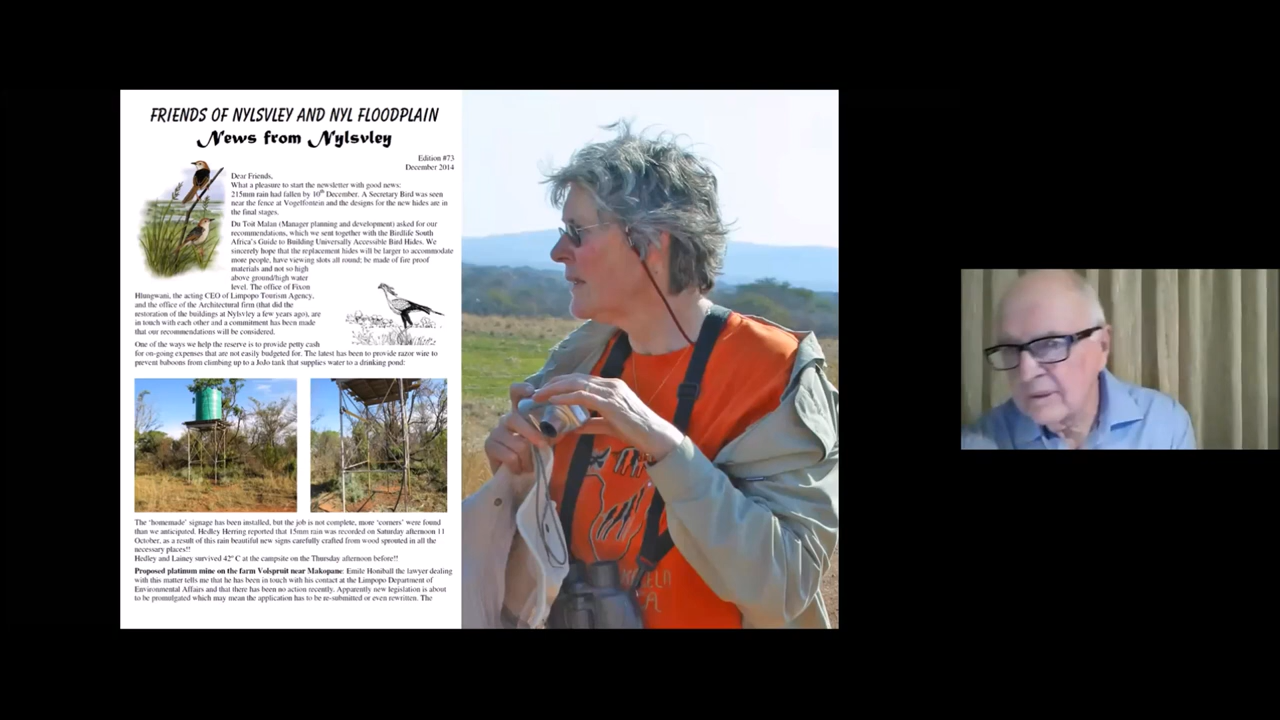 FRIENDS OF NYLSVLEY AND NYL FLOODPLAIN
News from Nylsvley
Edition #73
December 2014
Dear Friends,
What a pleasure to start the newsletter with good news:
215mm rain had fallen by 10th December. A Secretary Bird was seen
near the fence at Vogelfontein and the designs for the new hides are in
the final stages.
Du Toit Malan (Manager planning and development) asked for our
recommendations, which we sent together with the Birdlife South
Africa's Guide to Building Universally Accessible Bird Hides. We
sincerely hope that the replacement hides will be larger to accommodate
more people, have viewing slots all round; be made of fire proof
materials and not so high
above ground/high water
level. The office of Fixon
Hlungwani, the acting CEO of Limpopo Tourism Agency,
and the office of the Architectural firm (that did the
restoration of the buildings at Nylsvley a few years ago), are
in touch with each other and a commitment has been made
that our recommendations will be considered.
One of the ways we help the reserve is to provide petty cash
for on-going expenses that are not easily budgeted for. The latest has been to provide razor wire to
prevent baboons from climbing up to a JoJo tank that supplies water to a drinking pond:
The 'homemade' signage has been installed, but the job is not complete, more 'corners' were found
than we anticipated. Hedley Herring reported that 15mm rain was recorded on Saturday afternoon 11
October, as a result of this rain beautiful new signs carefully crafted from wood sprouted in all the
necessary places!!
Hedley and Lainey survived 42° C at the campsite on the Thursday afternoon before!!
Proposed platinum mine on the farm Volspruit near Makopane: Emile Honiball the lawyer dealing
with this matter tells me that he has been in touch with his contact at the Limpopo Department of
Environmental Affairs and that there has been no action recently. Apparently new legislation is about
to be promulgated which may mean the application has to be re-submitted or even rewritten. The